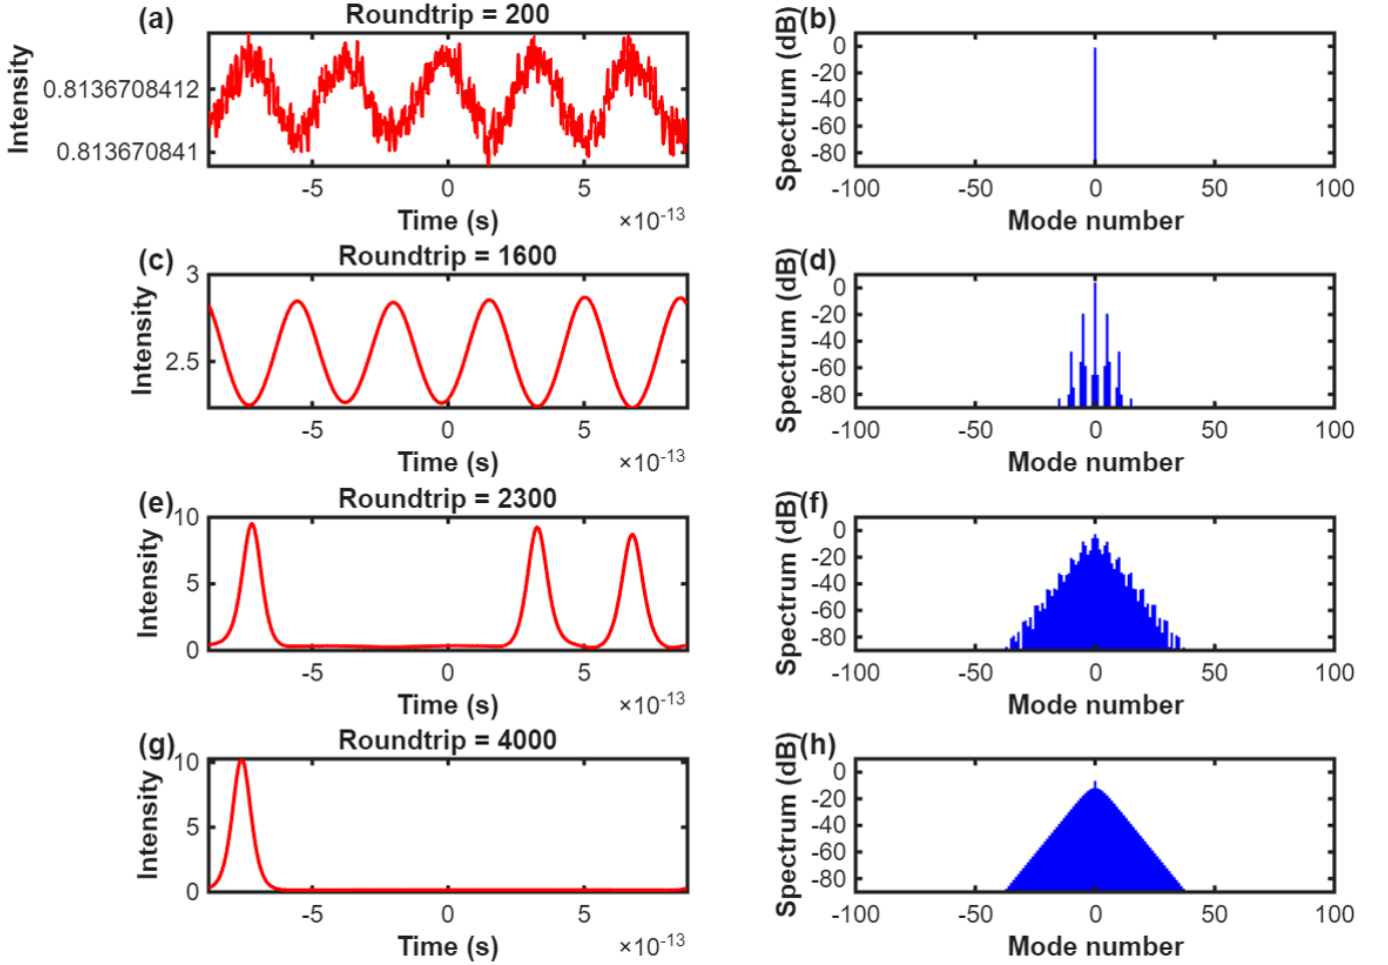 (a)
Roundtrip = 200
Intensity
0.8136708412
0.813670841
-5
0
5
Time (s)
×10-13
(b)
Spectrum (dB)
0
-20
-40
-60
-80
-100
-50
0
50
100
Mode number
(c)
Roundtrip = 1600
Intensity
3
2.5
-5
0
5
Time (s)
×10-13
(d)
Spectrum (dB)
0
-20
-40
-60
-80
-100
-50
0
50
100
Mode number
(e)
Roundtrip = 2300
Intensity
10
5
0
-5
0
5
Time (s)
×10-13
(f)
Spectrum (dB)
0
-20
-40
-60
-80
-100
-50
0
50
100
Mode number
(g)
Roundtrip = 4000
Intensity
10
5
0
-5
0
5
Time (s)
×10-13
(h)
Spectrum (dB)
0
-20
-40
-60
-80
-100
-50
0
50
100
Mode number